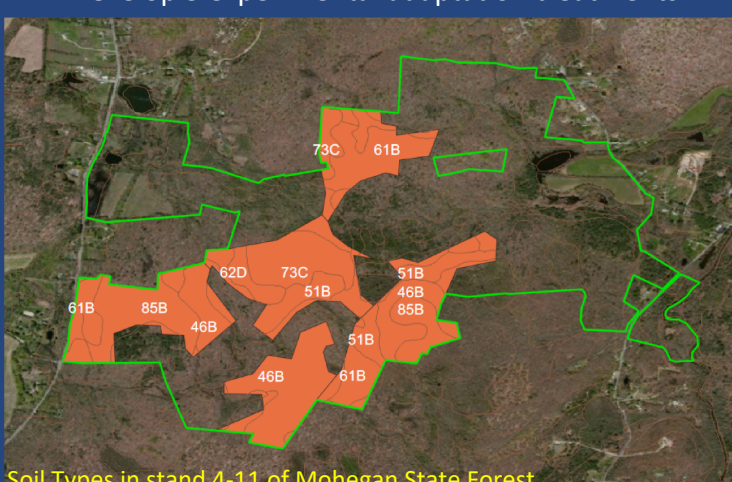 73C 61B
62D 73C 51B
51B
61B 85B 46B
85B
46B
51B
46B 61B
Soil Types in stand 4-11 of Mohegan State Forest